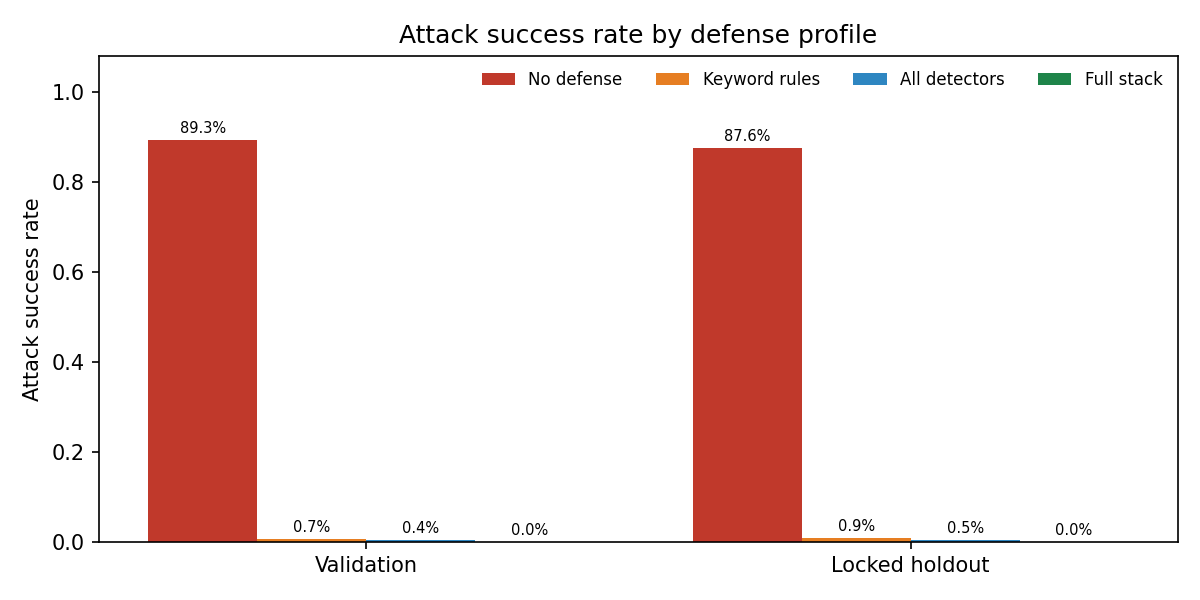 Attack success rate by defense profile
No defense Keyword rules All detectors Full stack
Attack success rate
1.0
0.8
0.6
0.4
0.2
0.0
89.3% 0.7% 0.4% 0.0%
87.6% 0.9% 0.5% 0.0%
Validation Locked holdout